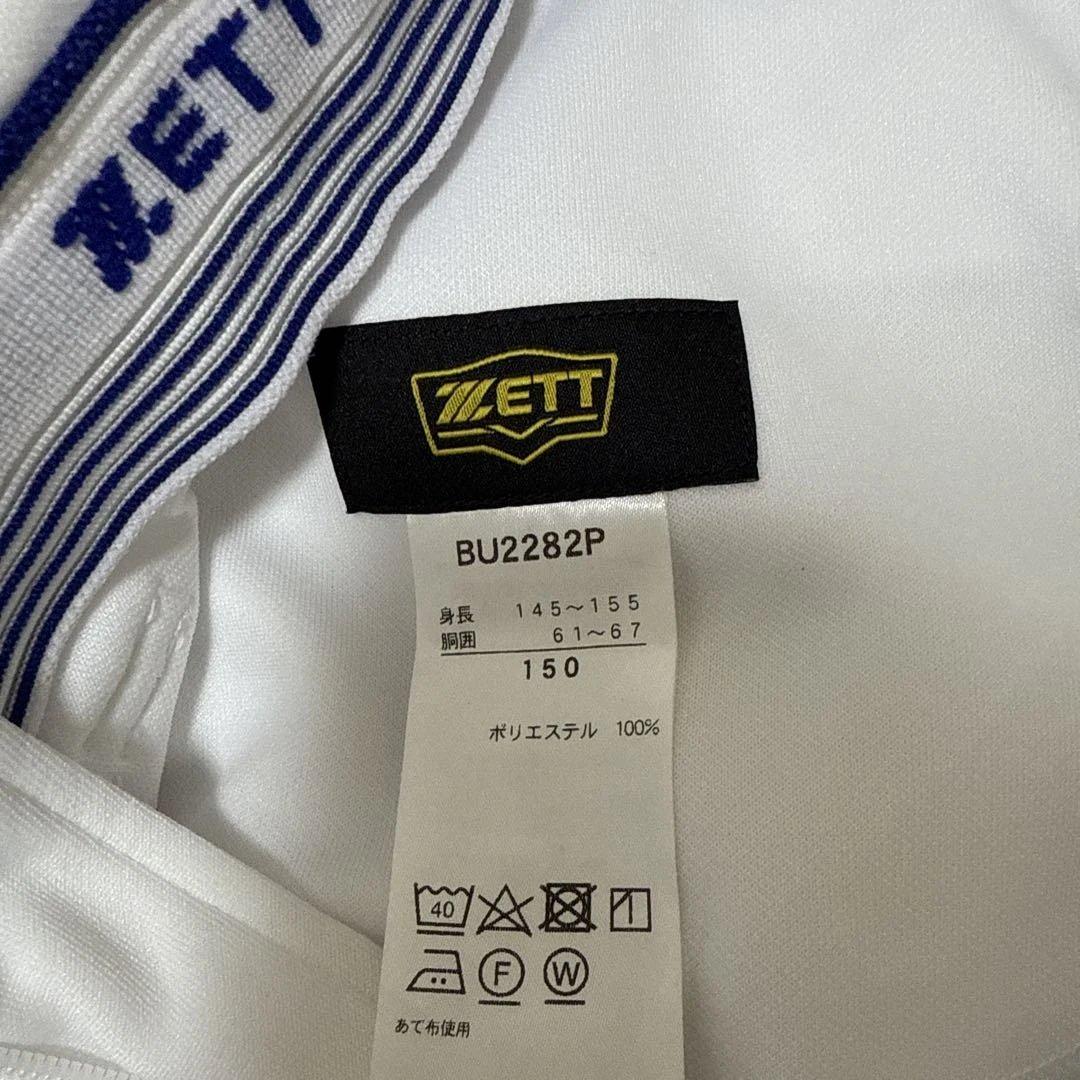 ZETT
ZETT
BU2282P
身長 145〜155
胴囲 61〜67
150
ポリエステル 100%
40
F W
あて布使用